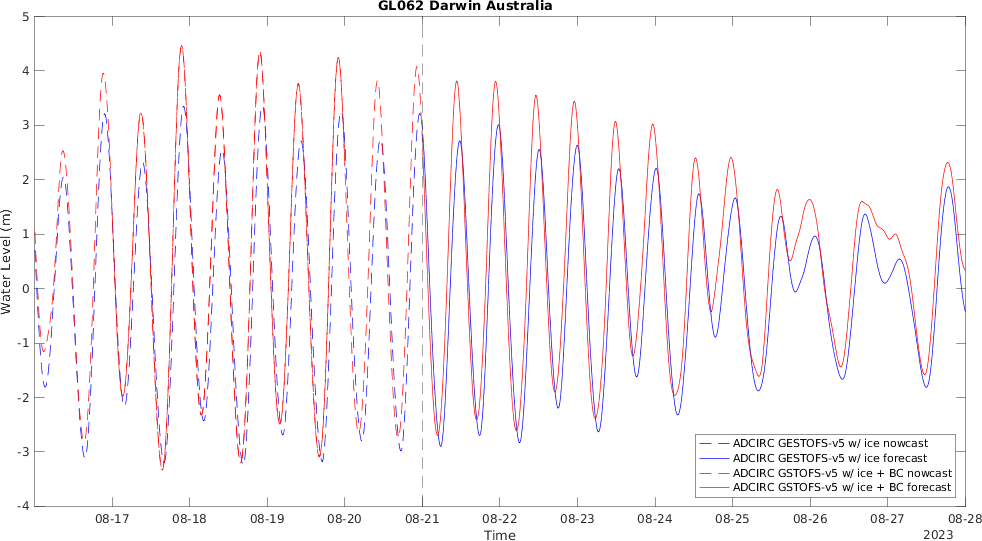 GL062 Darwin Australia
5
4
3
2
1
0
-1
-2
-3
-4
Water Level (m)
ADCIRC GESTOFS-v5 w/ ice nowcast
ADCIRC GESTOFS-v5 w/ ice forecast
ADCIRC GSTOFS-v5 w/ ice + BC nowcast
ADCIRC GSTOFS-v5 w/ ice + BC forecast
08-17 08-18 08-19 08-20 08-21 08-22 08-23 08-24 08-25 08-26 08-27 08-28
Time
2023